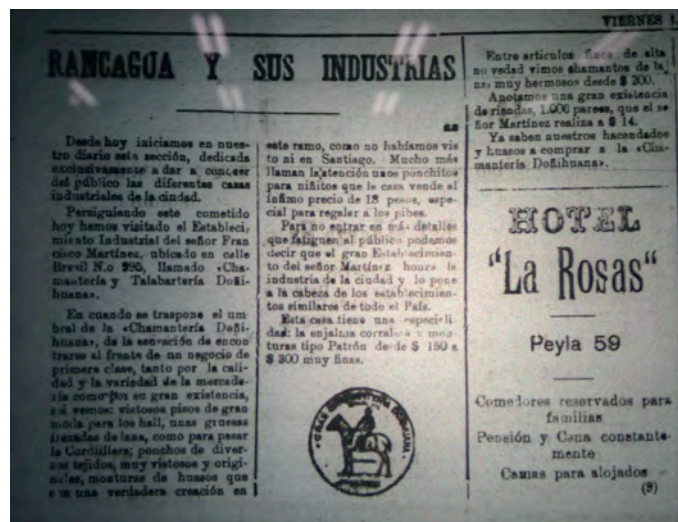 VIERNES
RANCAGUA Y SUS INDUSTRIAS
Desde hoy iniciamos en nues-
tro diario esta sección, dedicada
exclusivamente a dar a conocer
del público las diferentes casas
industriales de la ciudad.
Persiguiendo este cometido
hoy hemos visitado el Estableci,
miento Industrial del señor Fran
cisco Martínez, ubicado en calle
Brasil N.o 395, llamado «Cha-
mantería y Talabartería Doñi-
huana».
En cuando se traspone el um-
bral de la «Chamantería Doñi-
huana», da la sensación de encon
trarse al frente de un negocio de
primera clase, tanto por la cali-
dad y la variedad de la mercade-
ría como por su gran existencia,
así vemos: vistosos pisos de gran
moda para los hall, unas gruesas
frazadas de lana, como para pasar
la Cordillera; ponchos de diver-
sos tejidos, muy vistosos y origi-
nales, monturas de huasos que
son una verdadera creación en
este ramo, como no habíamos vis
to ni en Santiago. Mucho más
llaman la atención unos ponchitos
para niñitos que la casa vende al
ínfimo precio de 18 pesos, espe-
cial para regalar a los pibes.
Para no entrar en más detalles
que fatiguen al público podemos
decir que el gran Establecimien-
to del señor Martínez honra la
industria de la ciudad y lo pone
a la cabeza de los establecimien-
tos similares de todo el País.
Esta casa tiene una especiali-
dad: la enjalma corralera y mon-
turas tipo Patrón desde $ 150 a
$ 300 muy finas.
Entre artículos finos de alta
no vedad vimos chamantos de la-
na, muy hermosos desde $ 200.
Anotamos una gran existencia
de riendas, 1.000 pares, que el se
ñor Martínez realiza a $ 14.
Ya saben nuestros hacendados
y huasos a comprar a la «Cha-
mantería Doñihuana».
HOTEL
"La Rosas"
Peyla 59
Comedores reservados para
familias
Pensión y Cena constante-
mente
Camas para alojados
(3)